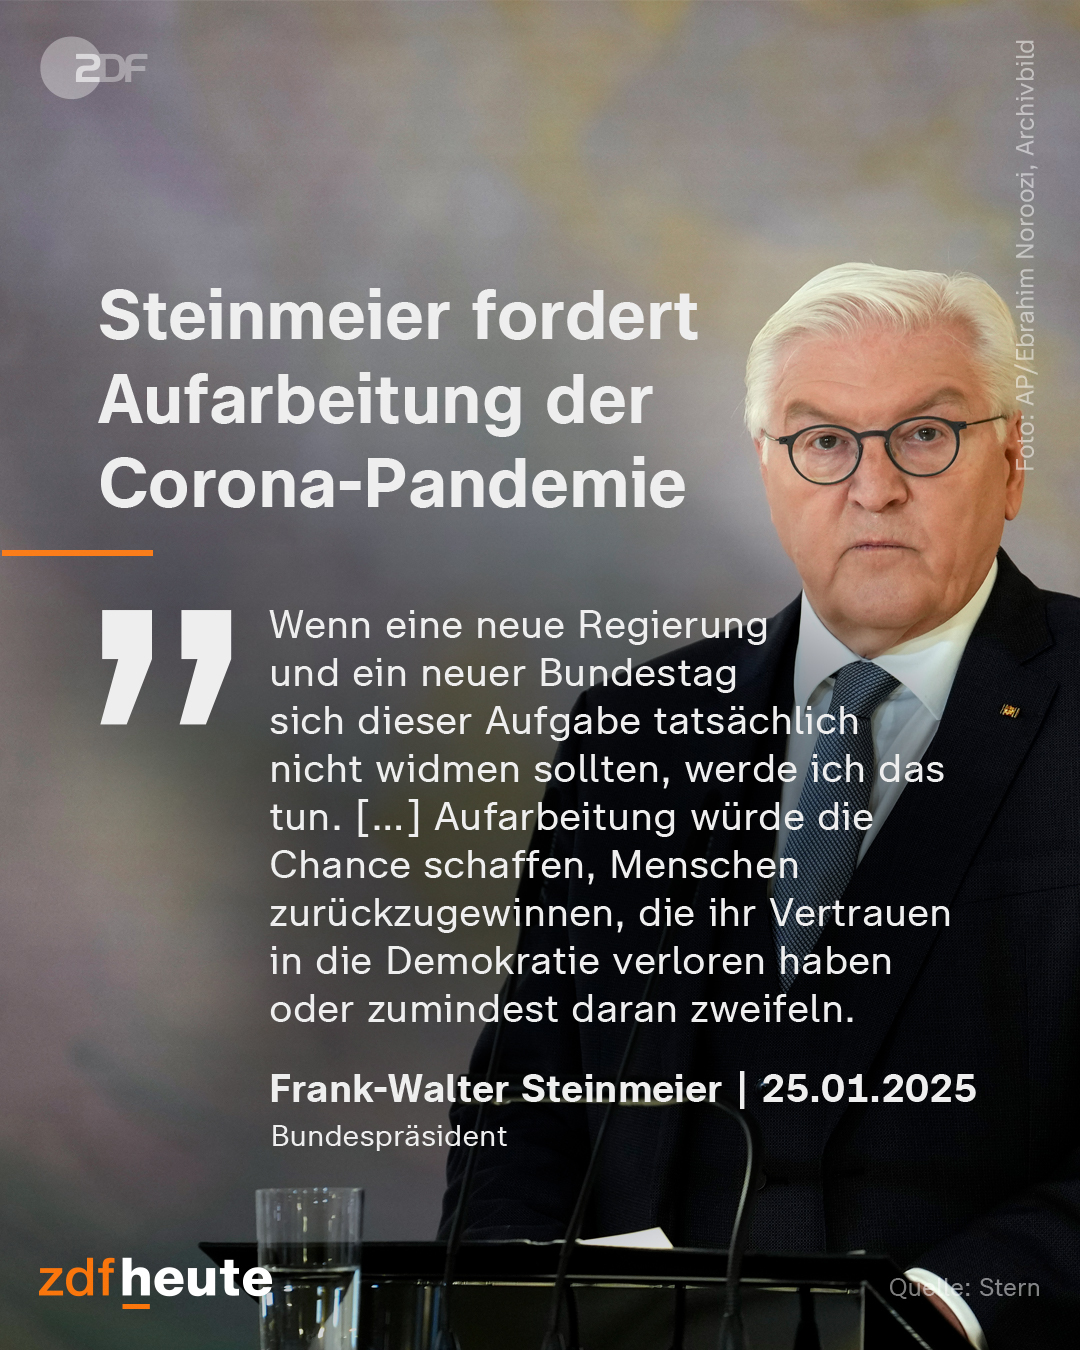 ZDF
Foto: AP/Ebrahim Noroozi, Archivbild
Steinmeier fordert
Aufarbeitung der
Corona-Pandemie
”
Wenn eine neue Regierung
und ein neuer Bundestag
sich dieser Aufgabe tatsächlich
nicht widmen sollten, werde ich das
tun. [...] Aufarbeitung würde die
Chance schaffen, Menschen
zurückzugewinnen, die ihr Vertrauen
in die Demokratie verloren haben
oder zumindest daran zweifeln.
Frank-Walter Steinmeier | 25.01.2025
Bundespräsident
zdfheute
Quelle: Stern